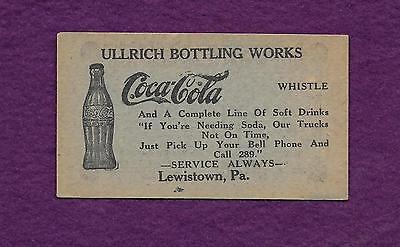 ULLRICH BOTTLING WORKS
Coca-Cola WHISTLE
And A Complete Line Of Soft Drinks
"If You're Needing Soda, Our Trucks
Not On Time,
Just Pick Up Your Bell Phone And
Call 289."
—SERVICE ALWAYS—
Lewistown, Pa.